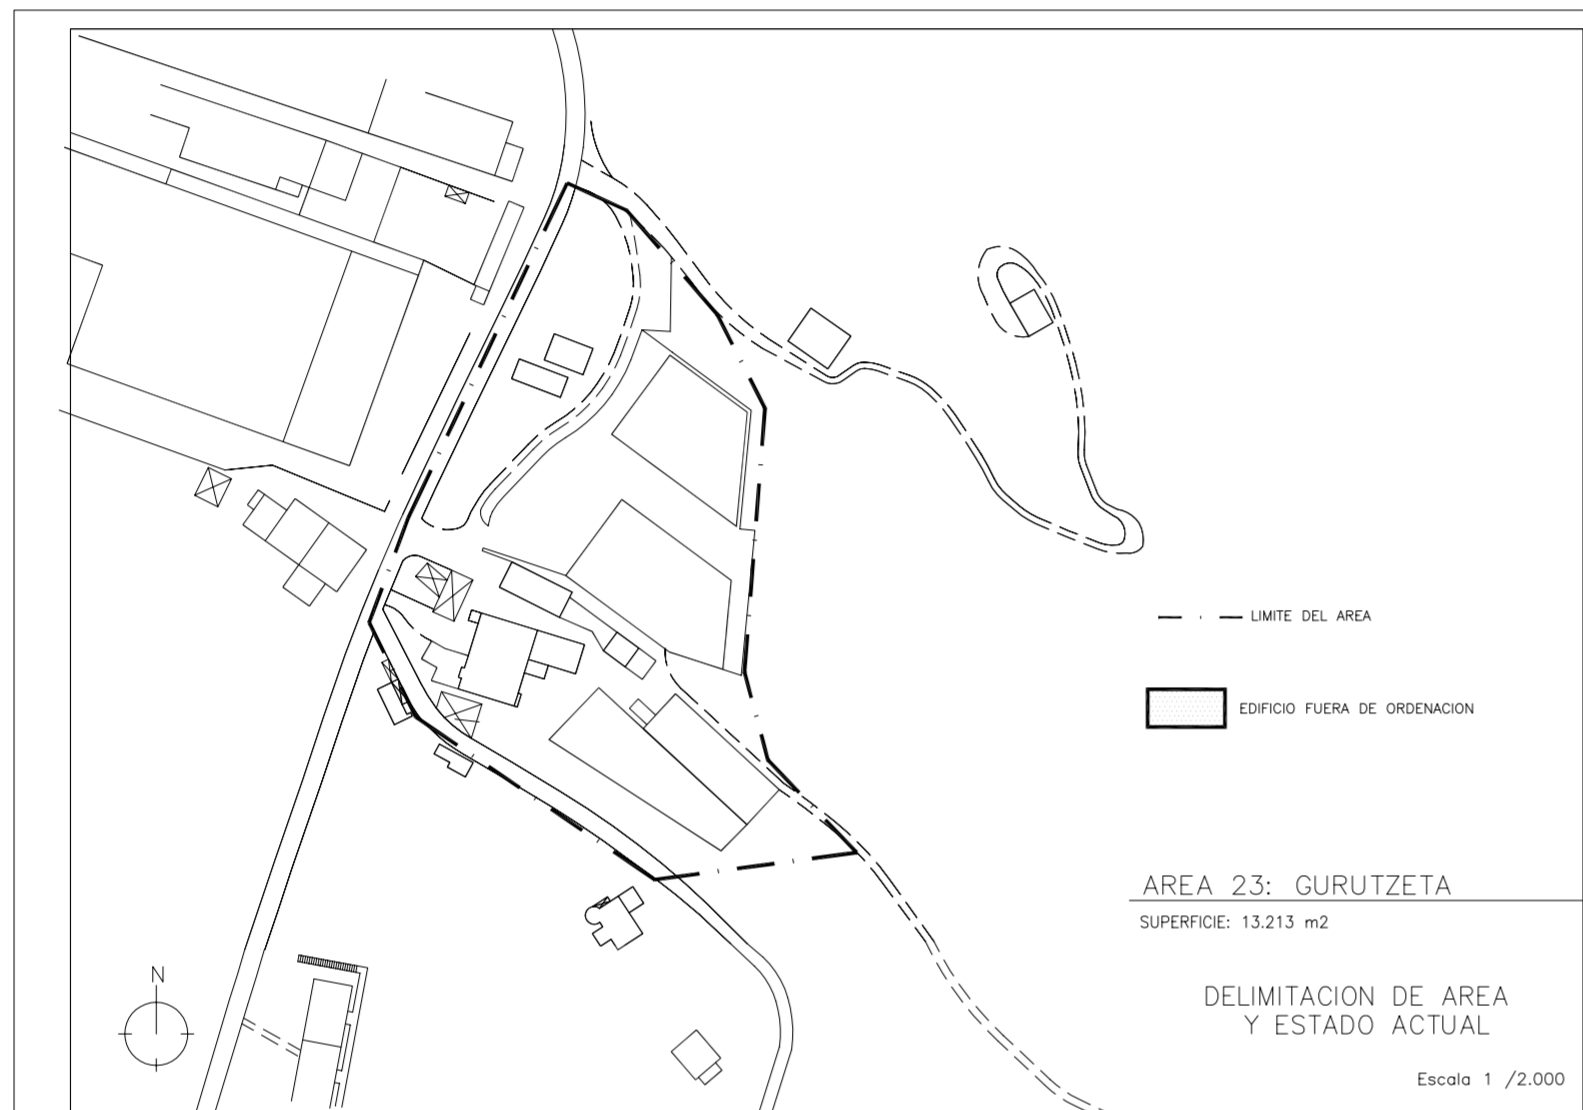 LIMITE DEL AREA
EDIFICIO FUERA DE ORDENACION
AREA 23: GURUTZETA
SUPERFICIE: 13.213 m2
DELIMITACION DE AREA
Y ESTADO ACTUAL
Escala 1 /2.000
N